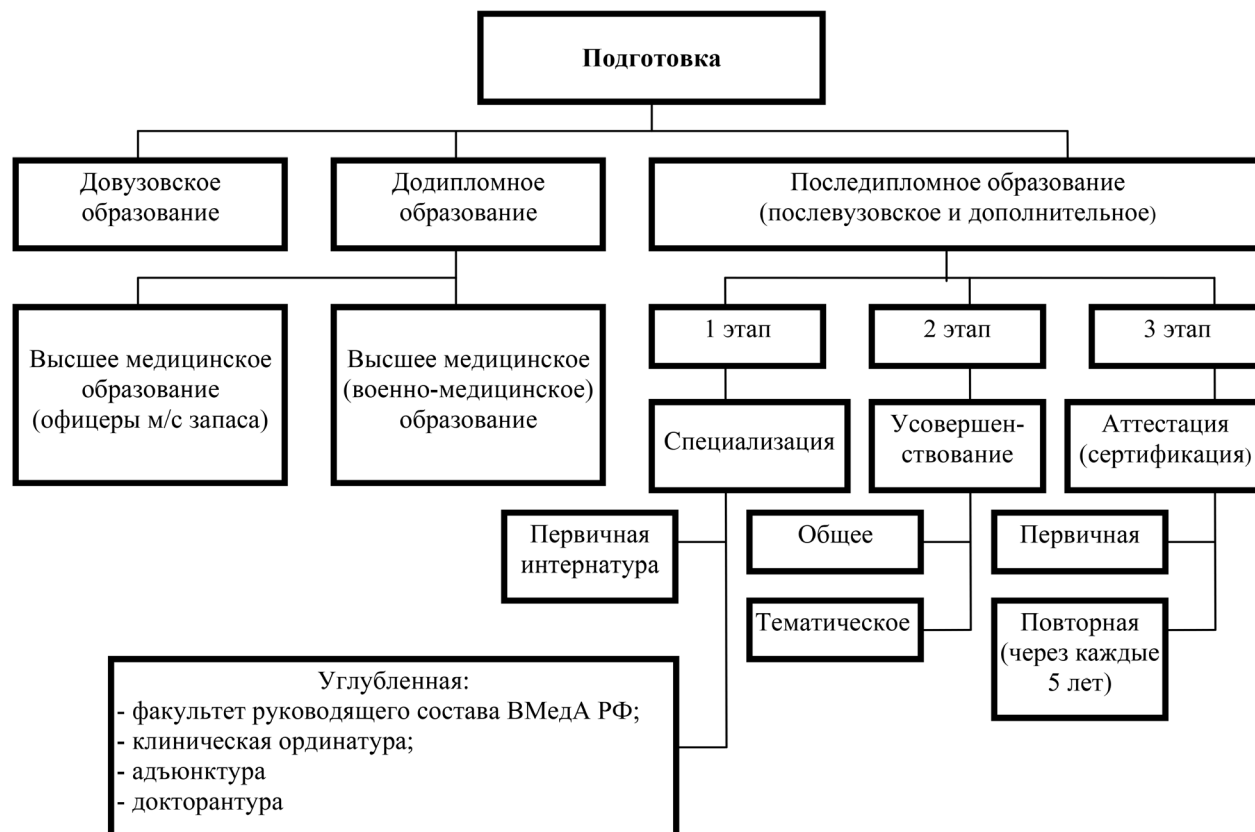 Подготовка
Довузовское
образование
Додипломное
образование
Последипломное образование
(послевузовское и дополнительное)
Высшее медицинское
образование
(офицеры м/с запаса)
Высшее медицинское
(военно-медицинское)
образование
1 этап
2 этап
3 этап
Специализация
Усовершен-
ствование
Аттестация
(сертификация)
Первичная
интернатура
Общее
Первичная
Тематическое
Повторная
(через каждые
5 лет)
Углубленная:
- факультет руководящего состава ВМедА РФ;
- клиническая ординатура;
- адъюнктура
- докторантура